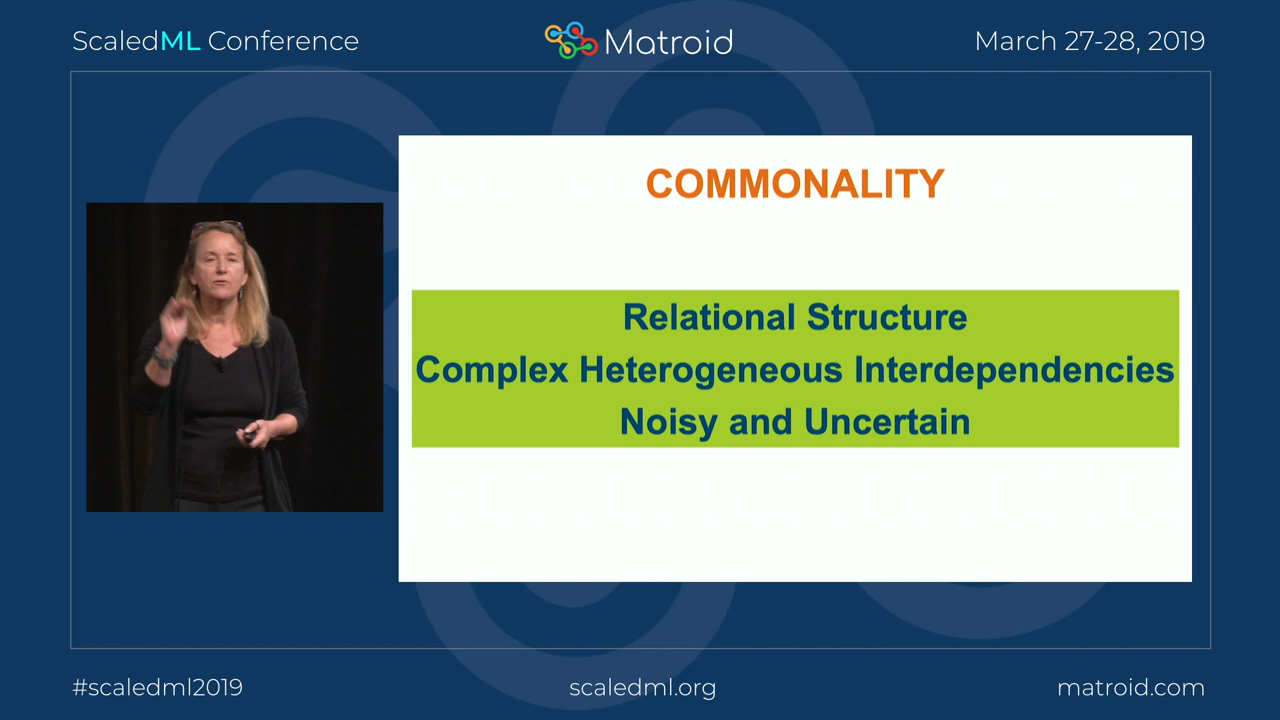 ScaledML Conference
Matroid
March 27-28, 2019
COMMONALITY
Relational Structure
Complex Heterogeneous Interdependencies
Noisy and Uncertain
#scaledml2019
scaledml.org
matroid.com